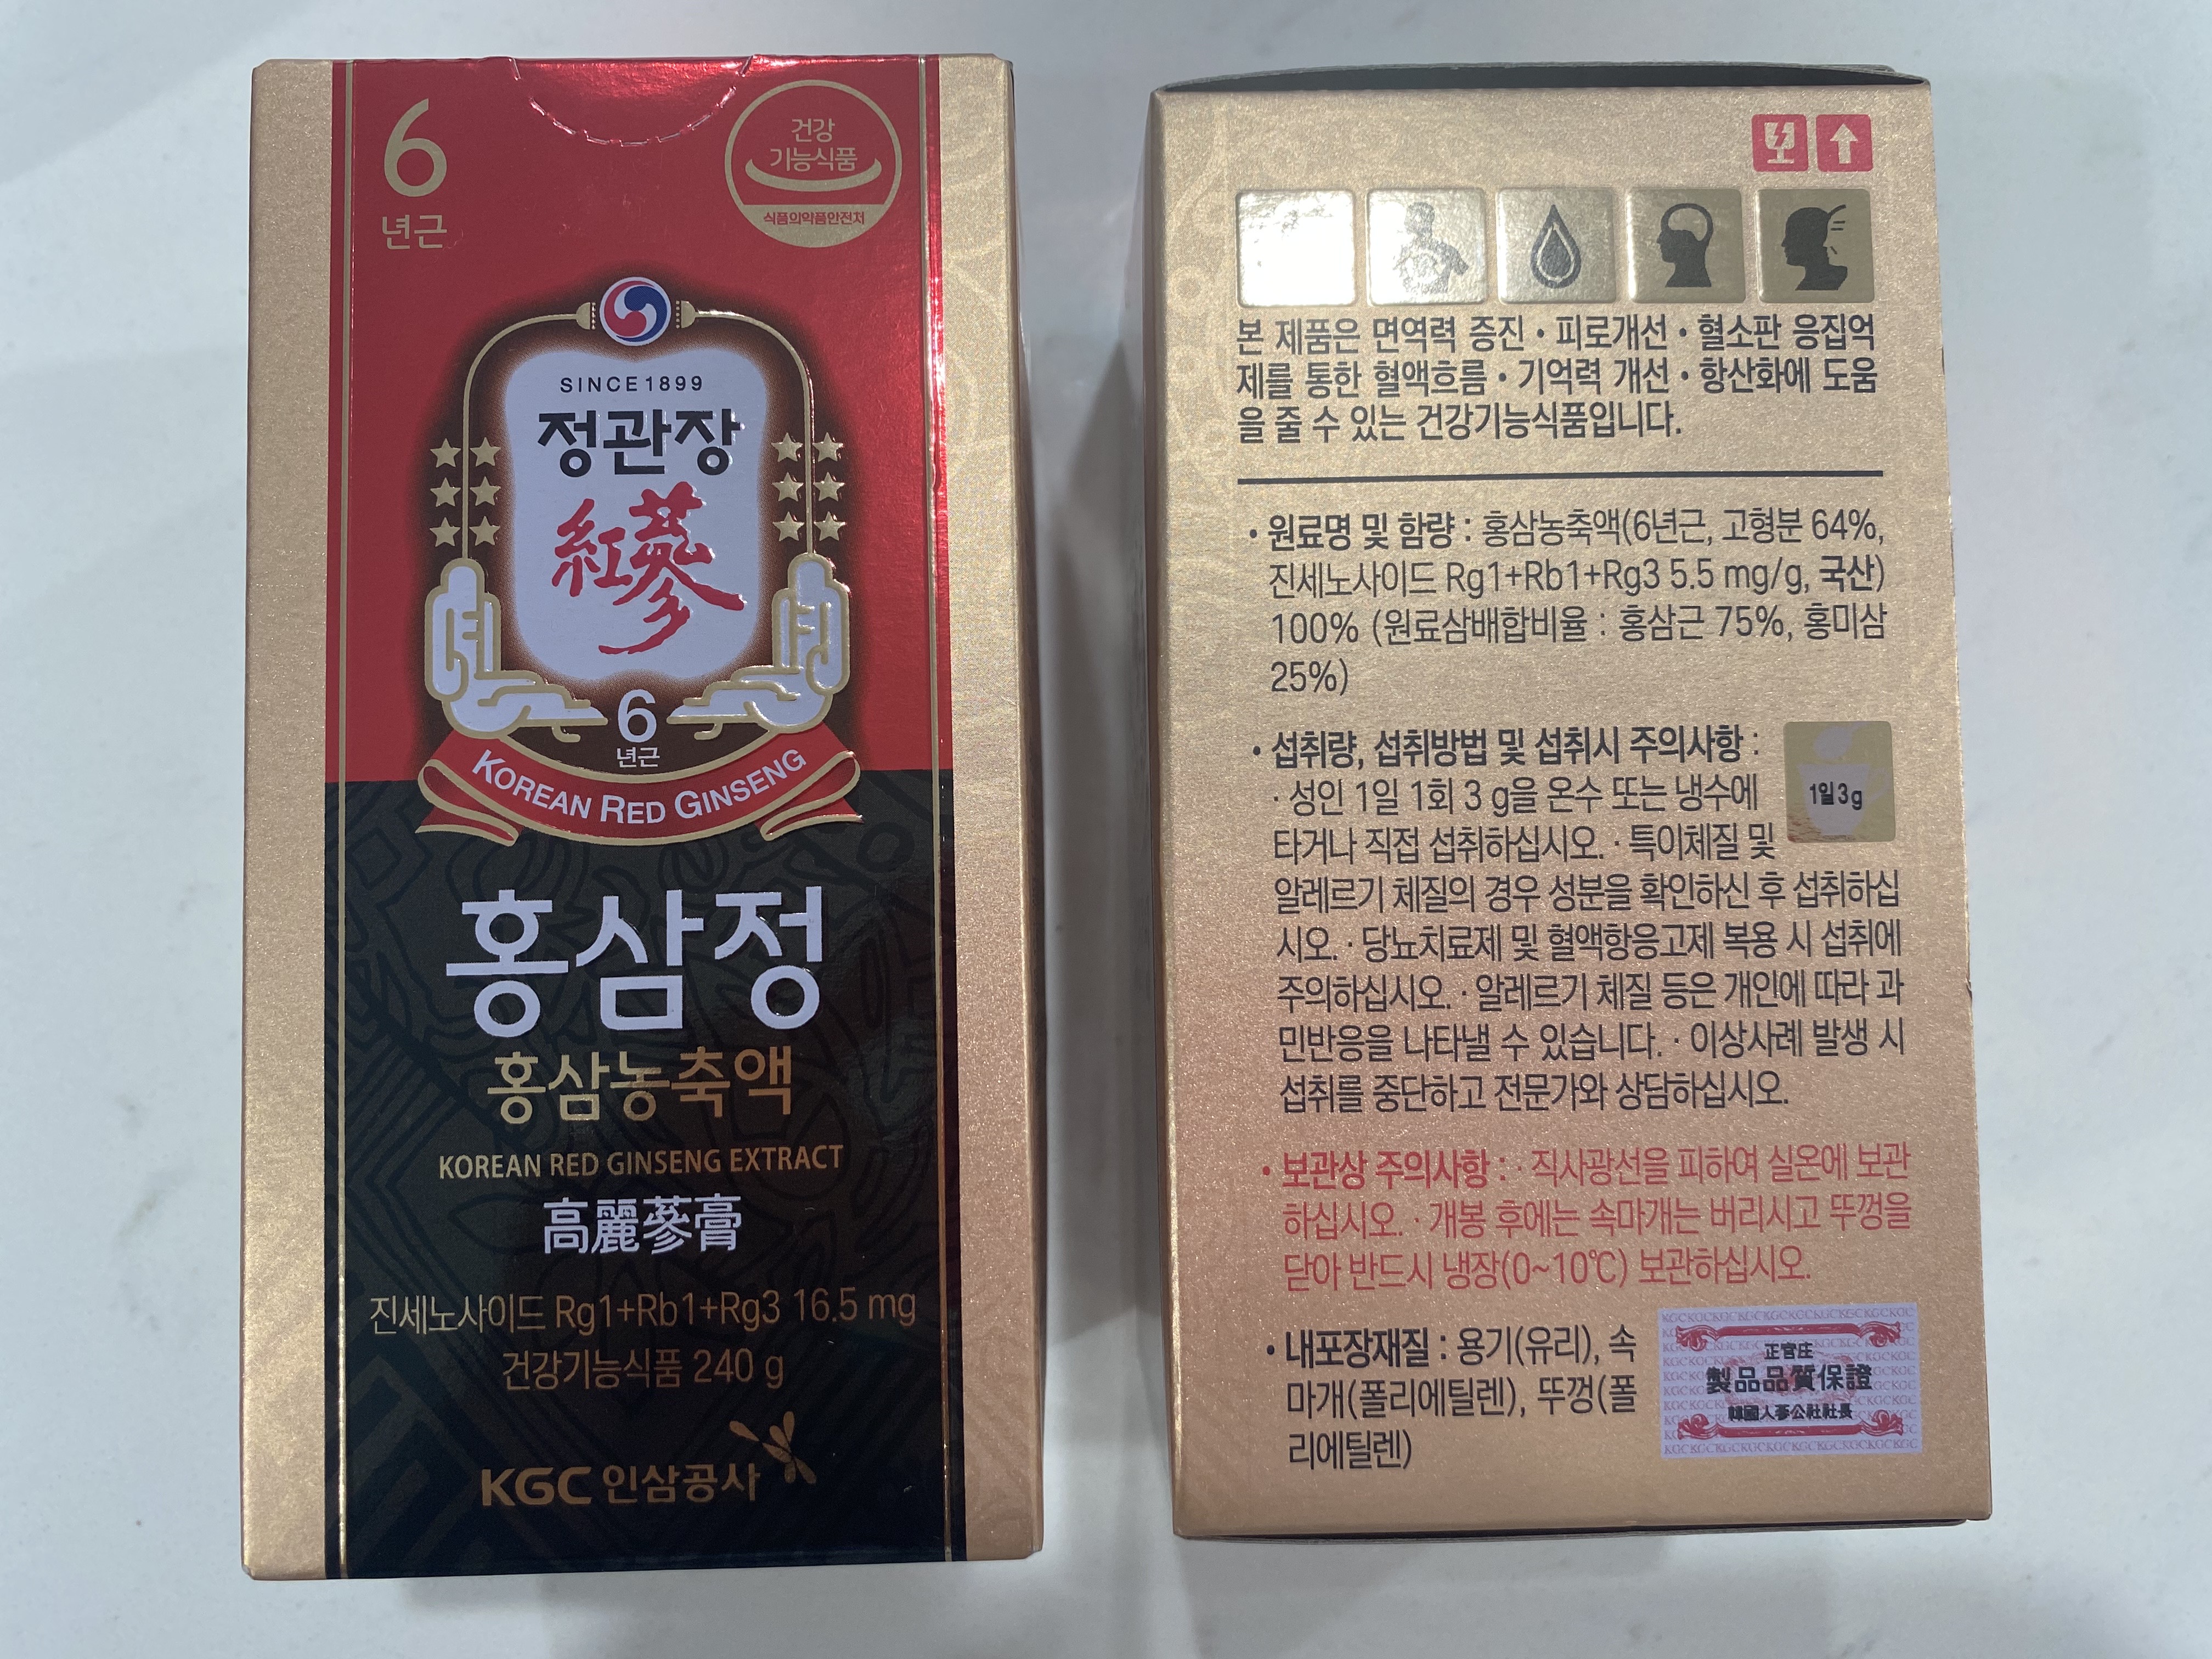 6
년근
건강
기능식품
식품의약품안전처
SINCE 1899
정관장
紅蔘
6
년근
KOREAN RED GINSENG
홍삼정
홍삼농축액
KOREAN RED GINSENG EXTRACT
高麗蔘膏
진세노사이드 Rg1+Rb1+Rg3 16.5 mg
건강기능식품 240 g
KGC 인삼공사
본 제품은 면역력 증진 • 피로개선 • 혈소판 응집억
제를 통한 혈액흐름 • 기억력 개선 • 항산화에 도움
을 줄 수 있는 건강기능식품입니다.
• 원료명 및 함량 : 홍삼농축액(6년근, 고형분 64%,
진세노사이드 Rg1+Rb1+Rg3 5.5 mg/g, 국산)
100% (원료삼배합비율 : 홍삼근 75%, 홍미삼
25%)
• 섭취량, 섭취방법 및 섭취시 주의사항 :
· 성인 1일 1회 3 g을 온수 또는 냉수에
1일 3g
타거나 직접 섭취하십시오. · 특이체질 및
알레르기 체질의 경우 성분을 확인하신 후 섭취하십
시오. · 당뇨치료제 및 혈액항응고제 복용 시 섭취에
주의하십시오. · 알레르기 체질 등은 개인에 따라 과
민반응을 나타낼 수 있습니다. · 이상사례 발생 시
섭취를 중단하고 전문가와 상담하십시오.
• 보관상 주의사항 : · 직사광선을 피하여 실온에 보관
하십시오. · 개봉 후에는 속마개는 버리시고 뚜껑을
닫아 반드시 냉장(0~10℃) 보관하십시오.
• 내포장재질 : 용기(유리), 속
마개(폴리에틸렌), 뚜껑(폴
리에틸렌)
正官庄
製品品質保證
韓國人蔘公社社長